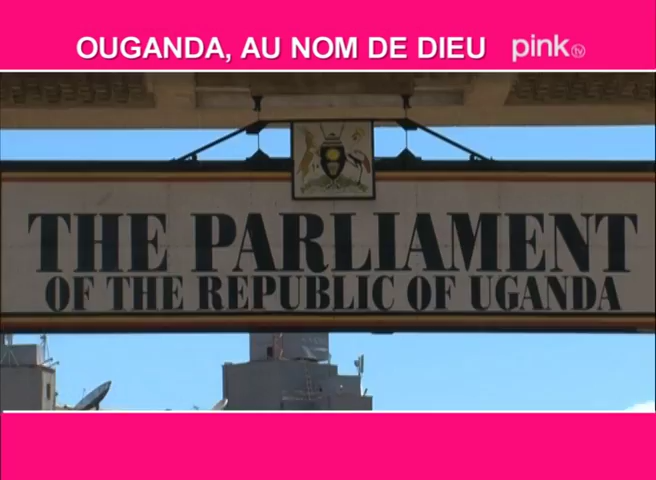 OUGANDA, AU NOM DE DIEU pink tv
THE PARLIAMENT
OF THE REPUBLIC OF UGANDA